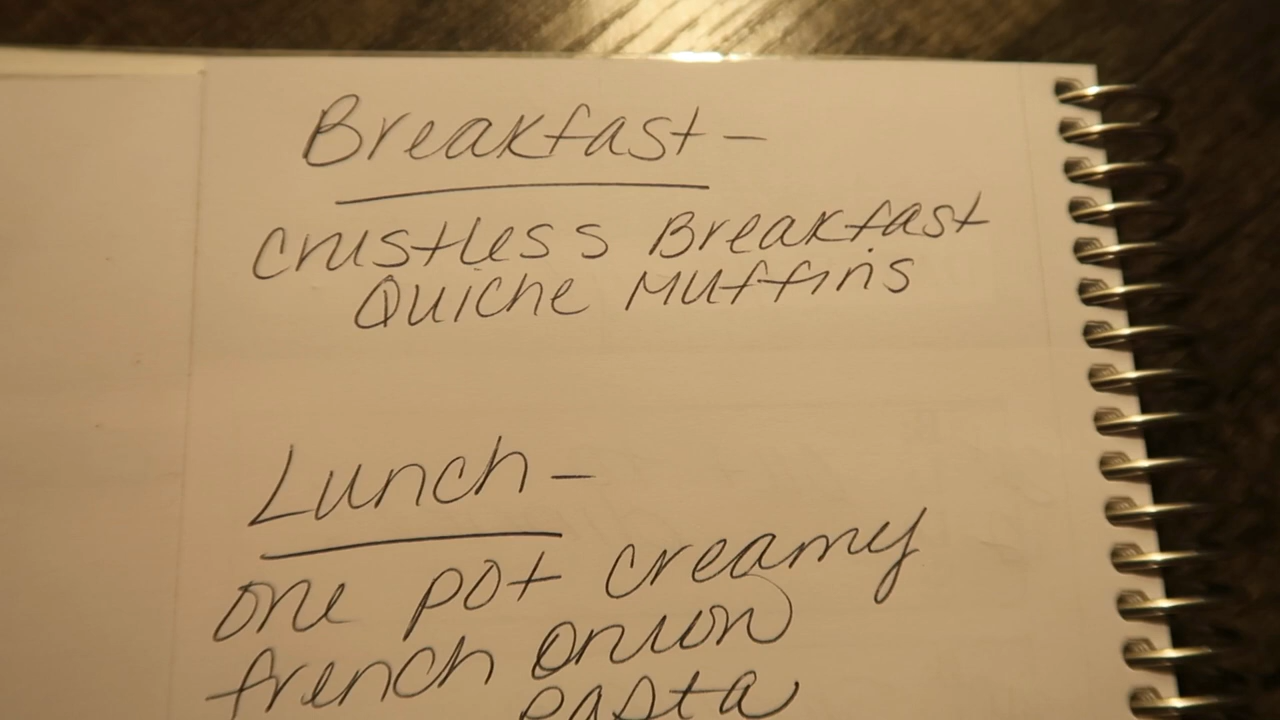 Breakfast-
Crustless Breakfast
Quiche Muffins
Lunch-
one pot creamy
french onion
pasta